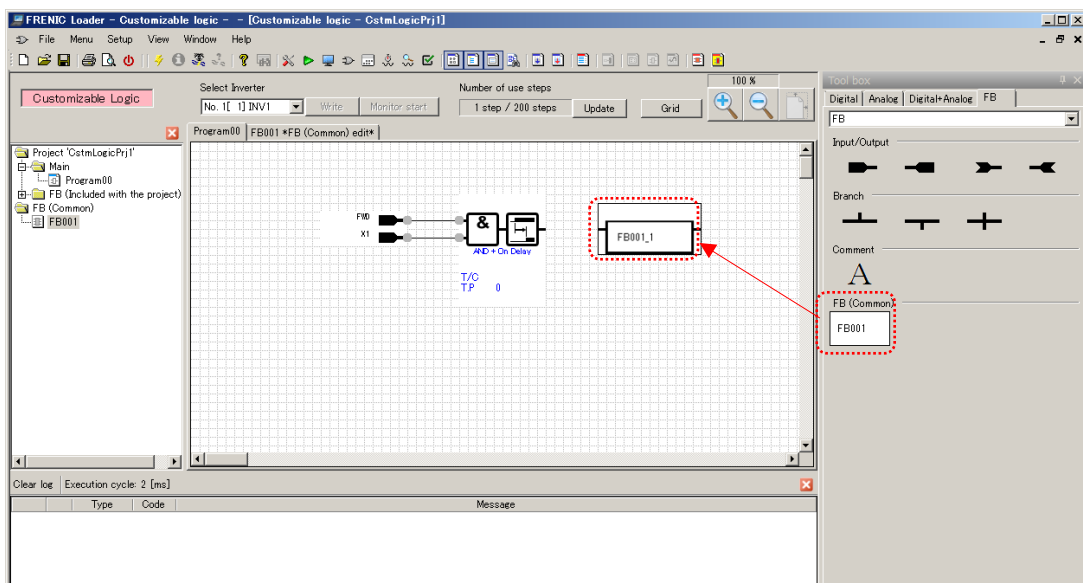 FRENIC Loader - Customizable logic - - [Customizable logic - CstmLogicPrj1]
File Menu Setup View Window Help
Customizable Logic
Select Inverter
No. 1[ 1] INV1
Write
Monitor start
Number of use steps
1 step / 200 steps
Update
Grid
100 %
Project 'CstmLogicPrj1'
Main
Program00
FB (Included with the project)
FB (Common)
FB001
Program00
FB001 *FB (Common) edit*
FWD
X1
&
AND + On Delay
T/C
T.P 0
FB001_1
Tool box
Digital Analog Digital+Analog FB
FB
Input/Output
Branch
Comment
A
FB (Common)
FB001
Clear log Execution cycle: 2 [ms]
Type Code Message